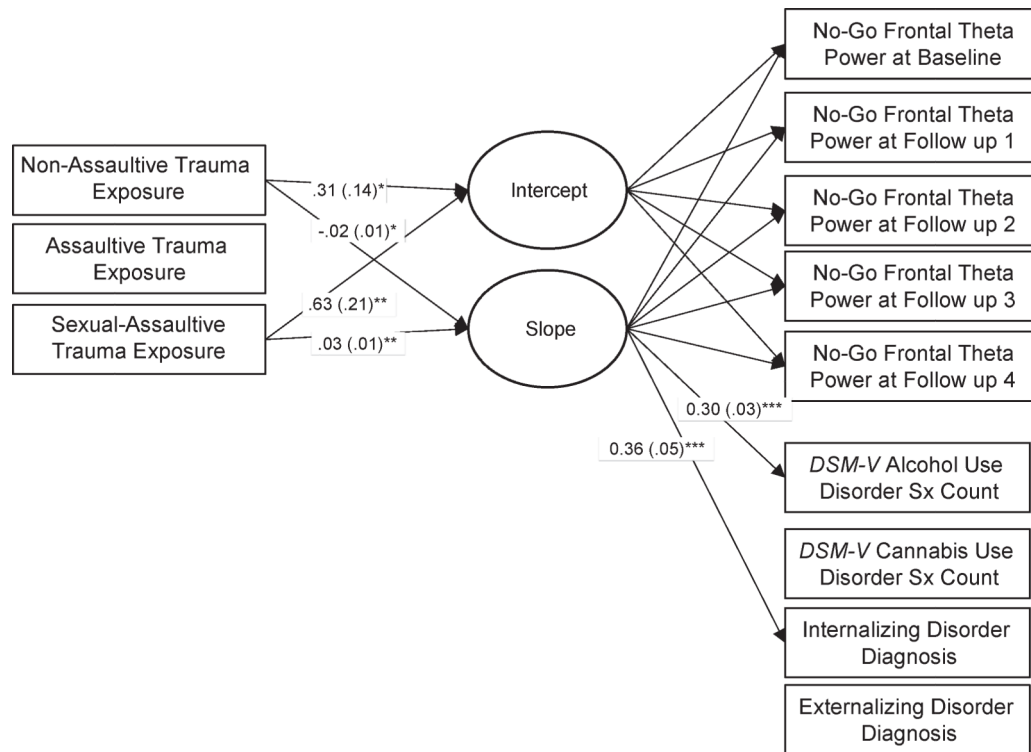 Non-Assaultive Trauma
Exposure
Assaultive Trauma
Exposure
Sexual-Assaultive
Trauma Exposure
.31 (.14)*
-.02 (.01)*
.63 (.21)**
.03 (.01)**
Intercept
Slope
0.30 (.03)***
0.36 (.05)***
No-Go Frontal Theta
Power at Baseline
No-Go Frontal Theta
Power at Follow up 1
No-Go Frontal Theta
Power at Follow up 2
No-Go Frontal Theta
Power at Follow up 3
No-Go Frontal Theta
Power at Follow up 4
DSM-V Alcohol Use
Disorder Sx Count
DSM-V Cannabis Use
Disorder Sx Count
Internalizing Disorder
Diagnosis
Externalizing Disorder
Diagnosis